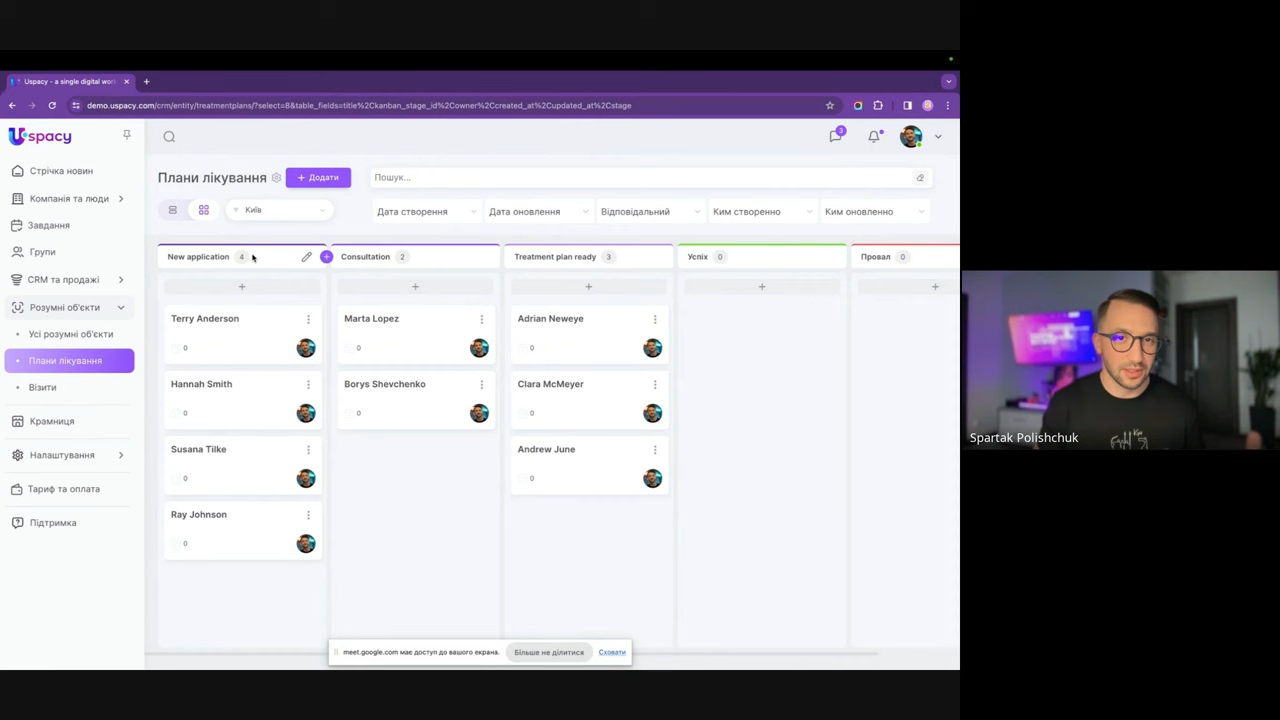 Uspacy - a single digital wor
demo.uspacy.com/crm/entity/treatmentplans/?select=8&table_fields=title%2Ckanban_stage_id%2Cowner%2Ccreated_at%2Cupdated_at%2Cstage
Uspacy
3
Стрічка новин
Компанія та люди
Завдання
Групи
CRM та продажі
Розумні об'єкти
Усі розумні об'єкти
Плани лікування
Візити
Крамниця
Налаштування
Тариф та оплата
Підтримка
Плани лікування
+ Додати
Пошук...
Київ
Дата створення
Дата оновлення
Відповідальний
Ким створенно
Ким оновленно
New application 4
Consultation 2
Treatment plan ready 3
Успіх 0
Провал 0
Terry Anderson
0
Hannah Smith
0
Susana Tilke
0
Ray Johnson
0
Marta Lopez
0
Borys Shevchenko
0
Adrian Neweye
0
Clara McMeyer
0
Andrew June
0
meet.google.com має доступ до вашого екрана.
Більше не ділитися
Сховати
Spartak Polishchuk